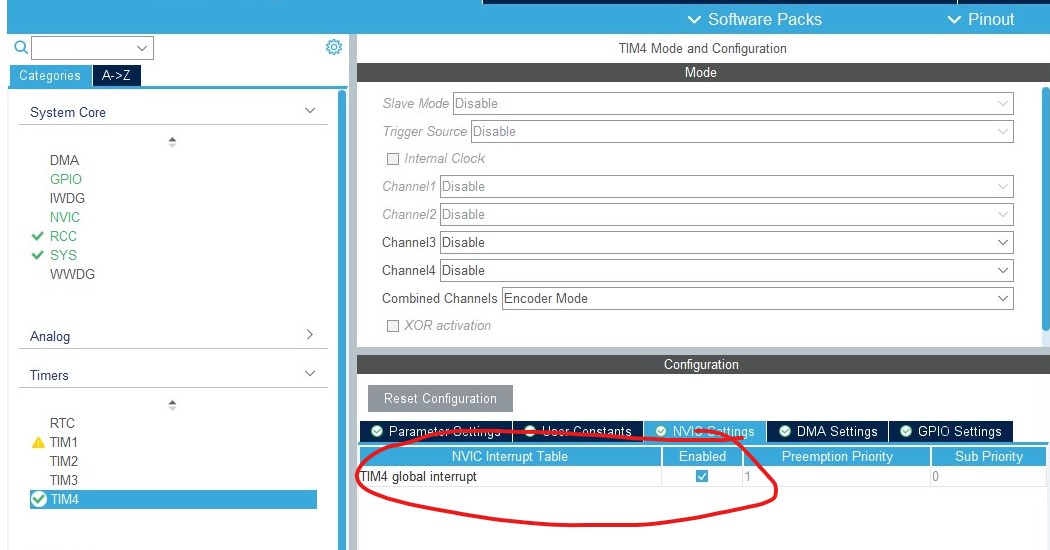 Software Packs
Pinout
TIM4 Mode and Configuration
Categories
A->Z
Mode
System Core
DMA
GPIO
IWDG
NVIC
RCC
SYS
WWDG
Analog
Timers
RTC
TIM1
TIM2
TIM3
TIM4
Slave Mode Disable
Trigger Source Disable
Internal Clock
Channel1 Disable
Channel2 Disable
Channel3 Disable
Channel4 Disable
Combined Channels Encoder Mode
XOR activation
Configuration
Reset Configuration
Parameter Settings
User Constants
NVIC Settings
DMA Settings
GPIO Settings
NVIC Interrupt Table Enabled Preemption Priority Sub Priority
TIM4 global interrupt 1 0